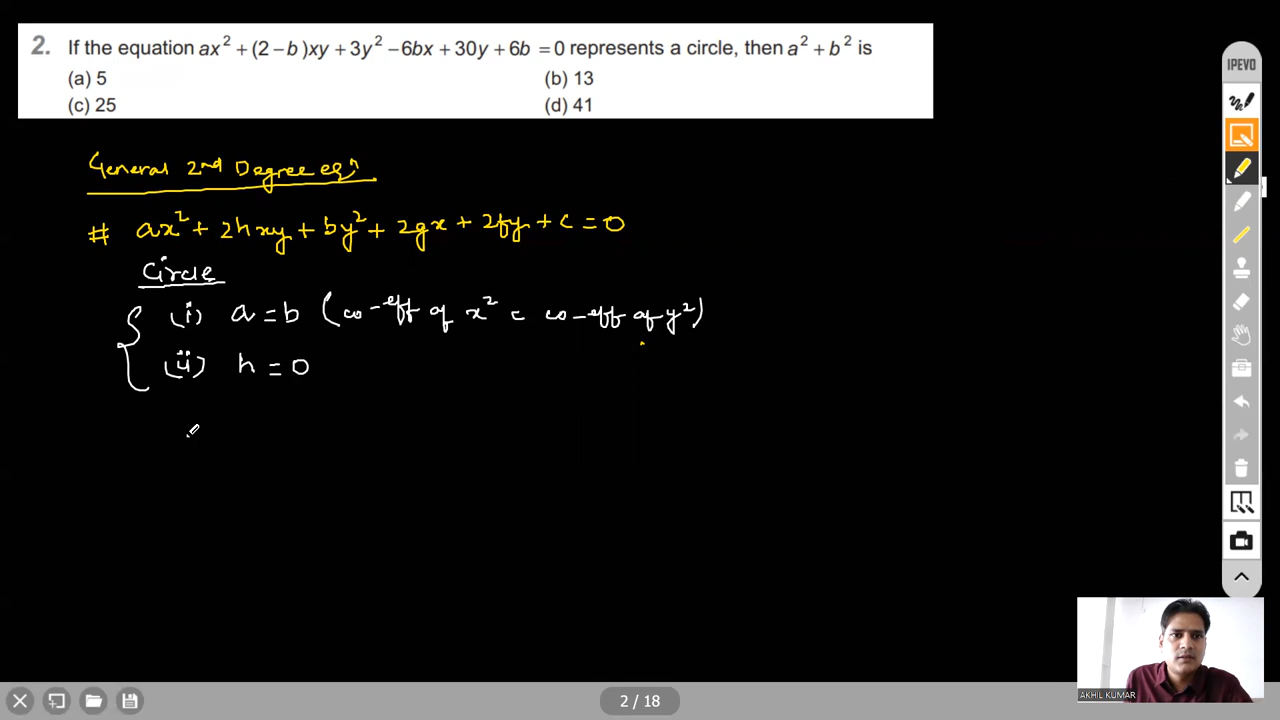 2. If the equation ax² + (2 – b)xy + 3y² – 6bx + 30y + 6b = 0 represents a circle, then a² + b² is
(a) 5 (b) 13
(c) 25 (d) 41
General 2nd Degree eqⁿ
# ax² + 2hxy + by² + 2gx + 2fy + c = 0
Circle
(i) a = b (co-eff of x² = co-eff of y²)
(ii) h = 0
IPEVO
AKHIL KUMAR
2 / 18